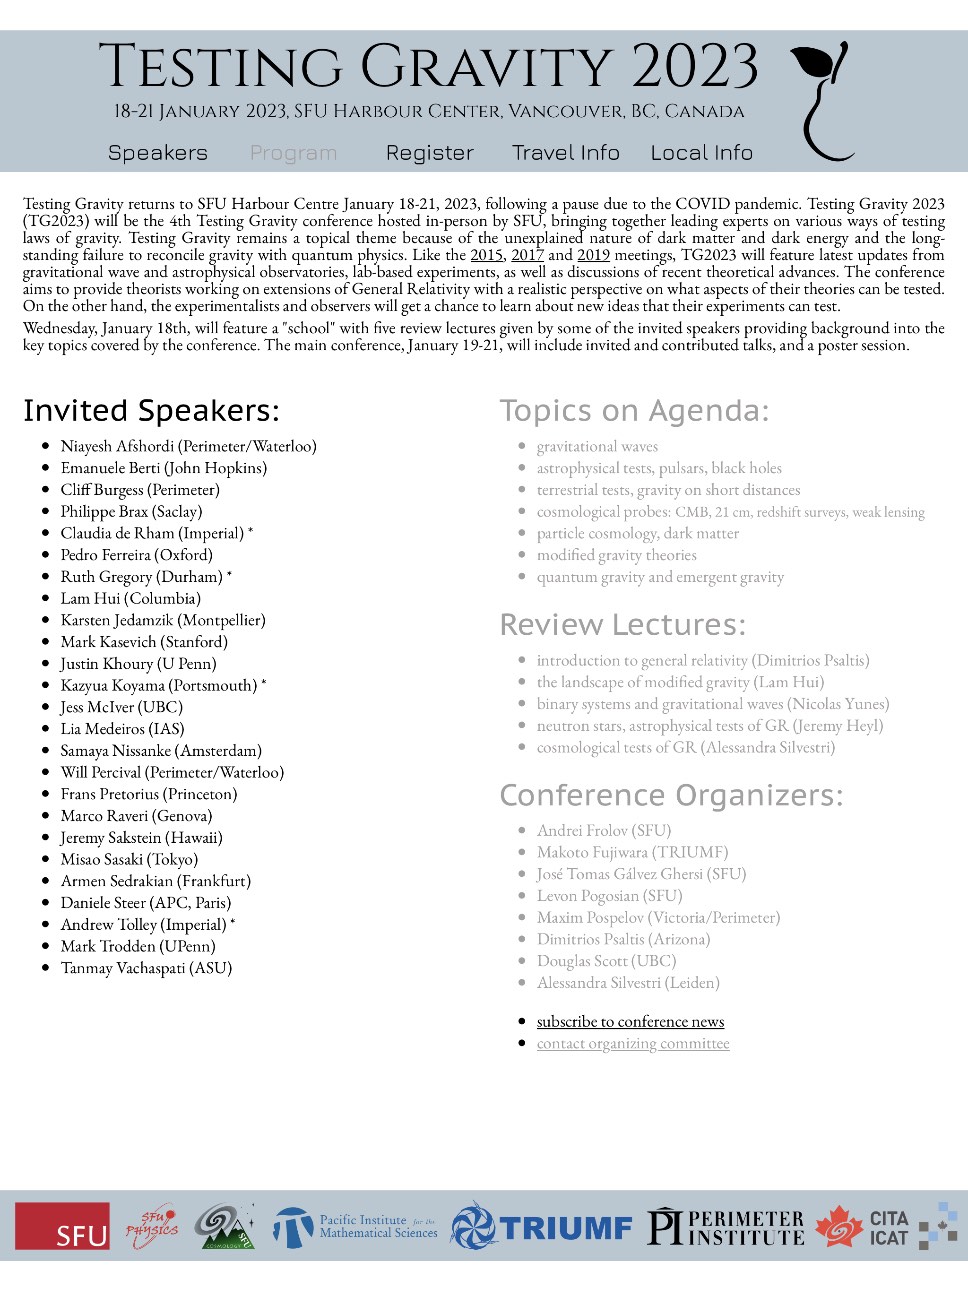 Testing Gravity 2023
18-21 January 2023, SFU Harbour Center, Vancouver, BC, Canada
Speakers Program Register Travel Info Local Info
Testing Gravity returns to SFU Harbour Centre January 18-21, 2023, following a pause due to the COVID pandemic. Testing Gravity 2023
(TG2023) will be the 4th Testing Gravity conference hosted in-person by SFU, bringing together leading experts on various ways of testing
laws of gravity. Testing Gravity remains a topical theme because of the unexplained nature of dark matter and dark energy and the long-
standing failure to reconcile gravity with quantum physics. Like the 2015, 2017 and 2019 meetings, TG2023 will feature latest updates from
gravitational wave and astrophysical observatories, lab-based experiments, as well as discussions of recent theoretical advances. The conference
aims to provide theorists working on extensions of General Relativity with a realistic perspective on what aspects of their theories can be tested.
On the other hand, the experimentalists and observers will get a chance to learn about new ideas that their experiments can test.
Wednesday, January 18th, will feature a "school" with five review lectures given by some of the invited speakers providing background into the
key topics covered by the conference. The main conference, January 19-21, will include invited and contributed talks, and a poster session.
Invited Speakers:
• Niayesh Afshordi (Perimeter/Waterloo)
• Emanuele Berti (John Hopkins)
• Cliff Burgess (Perimeter)
• Philippe Brax (Saclay)
• Claudia de Rham (Imperial) *
• Pedro Ferreira (Oxford)
• Ruth Gregory (Durham) *
• Lam Hui (Columbia)
• Karsten Jedamzik (Montpellier)
• Mark Kasevich (Stanford)
• Justin Khoury (U Penn)
• Kazyua Koyama (Portsmouth) *
• Jess McIver (UBC)
• Lia Medeiros (IAS)
• Samaya Nissanke (Amsterdam)
• Will Percival (Perimeter/Waterloo)
• Frans Pretorius (Princeton)
• Marco Raveri (Genova)
• Jeremy Sakstein (Hawaii)
• Misao Sasaki (Tokyo)
• Armen Sedrakian (Frankfurt)
• Daniele Steer (APC, Paris)
• Andrew Tolley (Imperial) *
• Mark Trodden (UPenn)
• Tanmay Vachaspati (ASU)
Topics on Agenda:
• gravitational waves
• astrophysical tests, pulsars, black holes
• terrestrial tests, gravity on short distances
• cosmological probes: CMB, 21 cm, redshift surveys, weak lensing
• particle cosmology, dark matter
• modified gravity theories
• quantum gravity and emergent gravity
Review Lectures:
• introduction to general relativity (Dimitrios Psaltis)
• the landscape of modified gravity (Lam Hui)
• binary systems and gravitational waves (Nicolas Yunes)
• neutron stars, astrophysical tests of GR (Jeremy Heyl)
• cosmological tests of GR (Alessandra Silvestri)
Conference Organizers:
• Andrei Frolov (SFU)
• Makoto Fujiwara (TRIUMF)
• José Tomas Gálvez Ghersi (SFU)
• Levon Pogosian (SFU)
• Maxim Pospelov (Victoria/Perimeter)
• Dimitrios Psaltis (Arizona)
• Douglas Scott (UBC)
• Alessandra Silvestri (Leiden)
• subscribe to conference news
• contact organizing committee
SFU
SFU
PHYSICS
COSMOLOGY SFU
Pacific Institute for the
Mathematical Sciences
TRIUMF
PI PERIMETER
INSTITUTE
CITA
ICAT